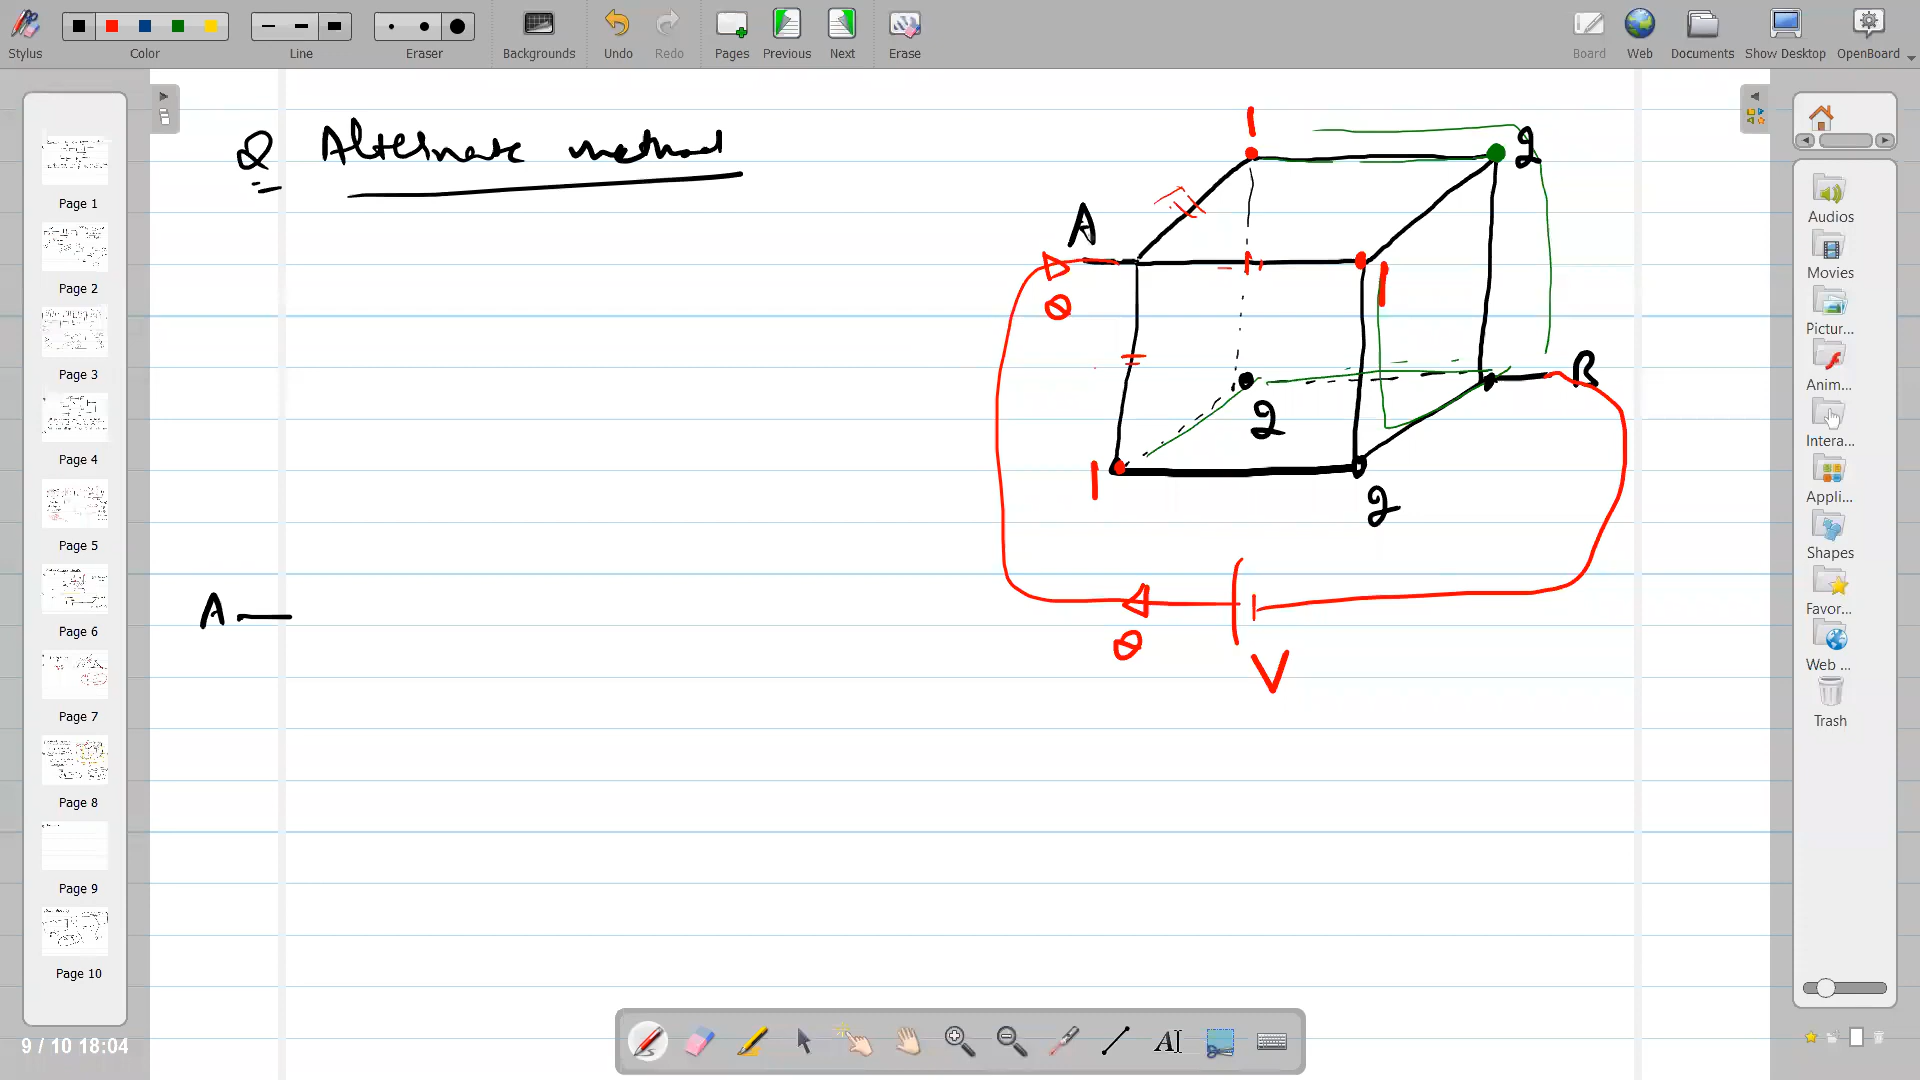 Stylus
Color
Line
Eraser
Backgrounds
Undo
Redo
Pages
Previous
Next
Erase
Board
Web
Documents
Show Desktop
OpenBoard
Page 1
Page 2
Page 3
Page 4
Page 5
Page 6
Page 7
Page 8
Page 9
Page 10
9 / 10 18:04
Q Alternate method
1
2
A
1
B
2
1
2
V
A
Audios
Movies
Pictur...
Anim...
Intera...
Appli...
Shapes
Favor...
Web ...
Trash